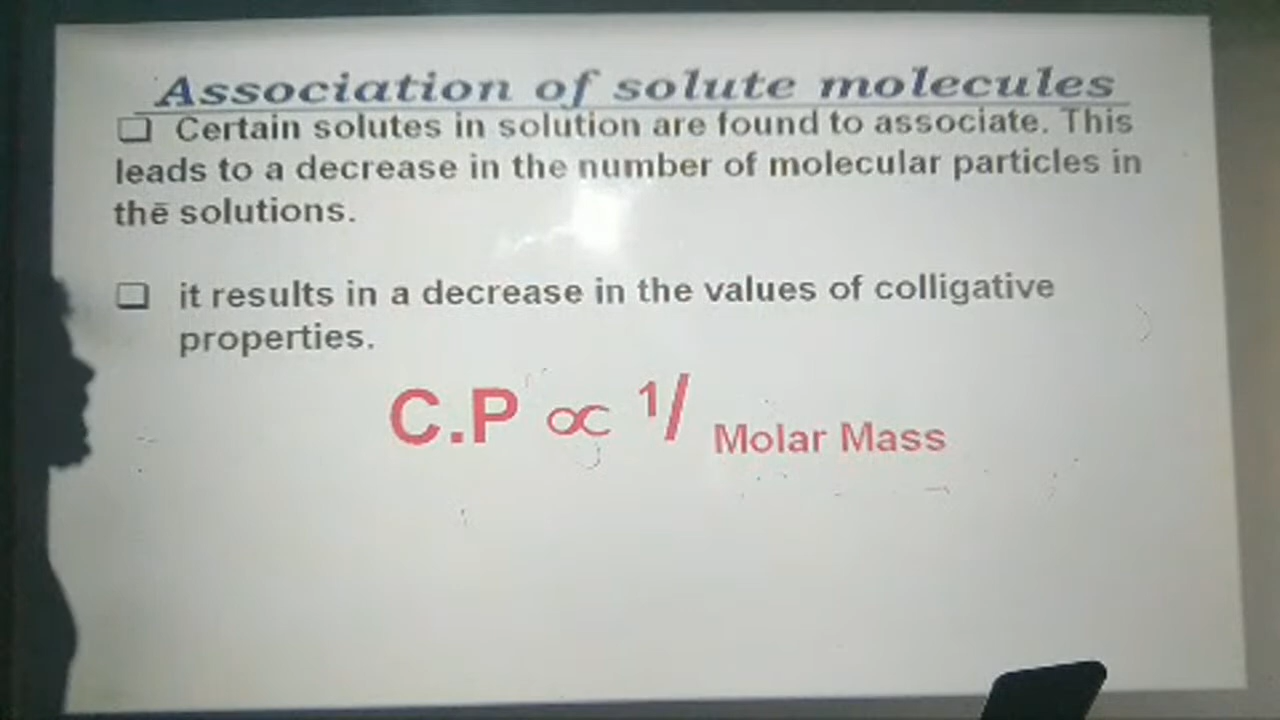 Association of solute molecules
❑ Certain solutes in solution are found to associate. This
leads to a decrease in the number of molecular particles in
the solutions.
❑ it results in a decrease in the values of colligative
properties.
C.P ∝ 1/ Molar Mass